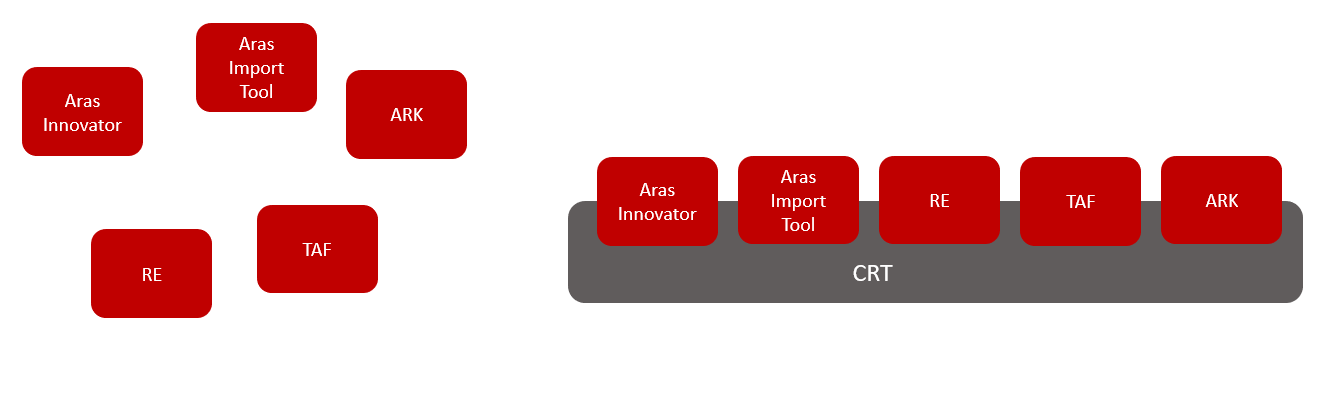 Aras
Import
Tool
Aras
Innovator
ARK
TAF
RE
Aras
Innovator
Aras
Import
Tool
RE
TAF
ARK
CRT